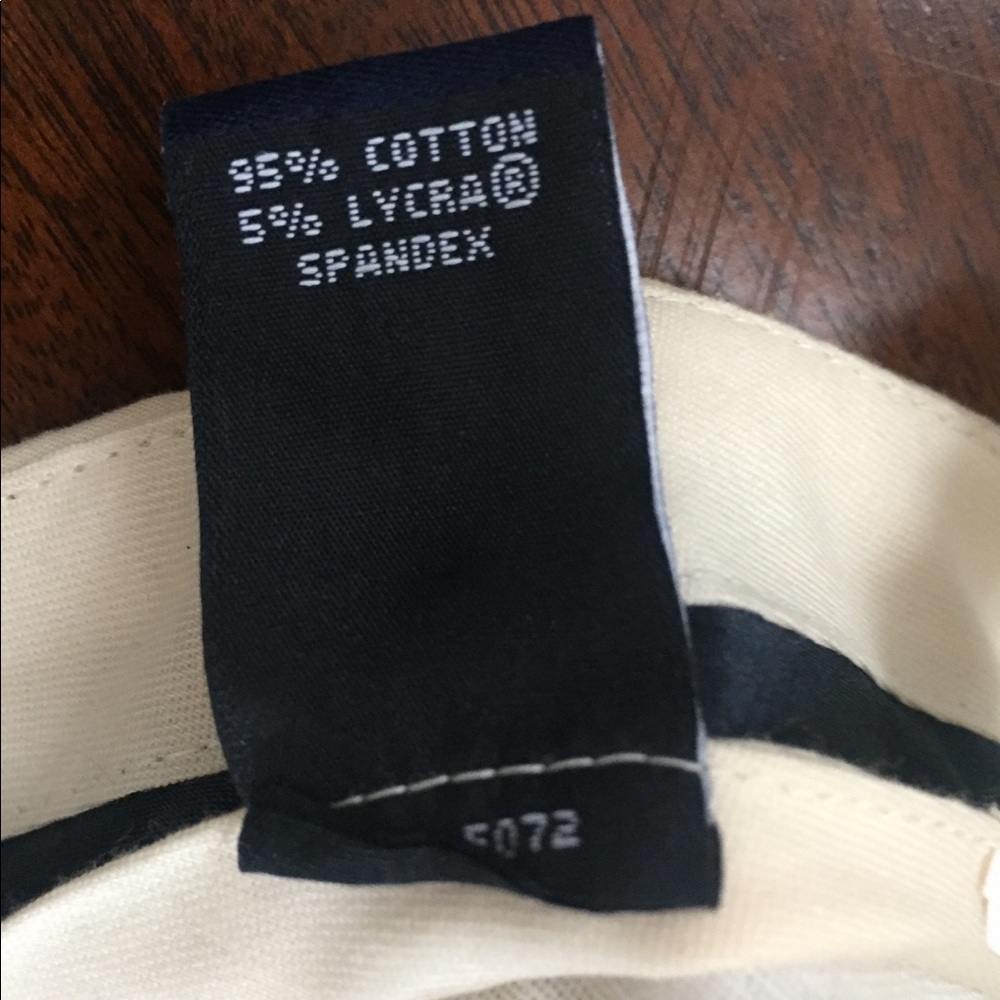 95% COTTON
5% LYCRA®
SPANDEX
5072